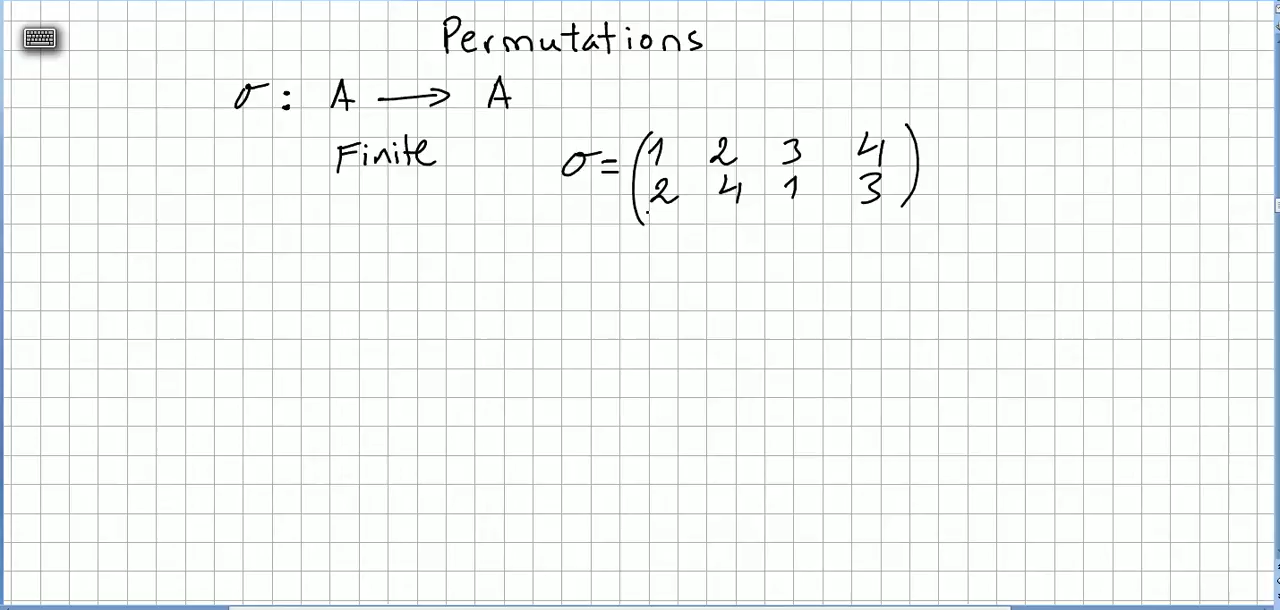 Permutations
σ: A → A
Finite
σ = (1 2 3 4
2 4 1 3)